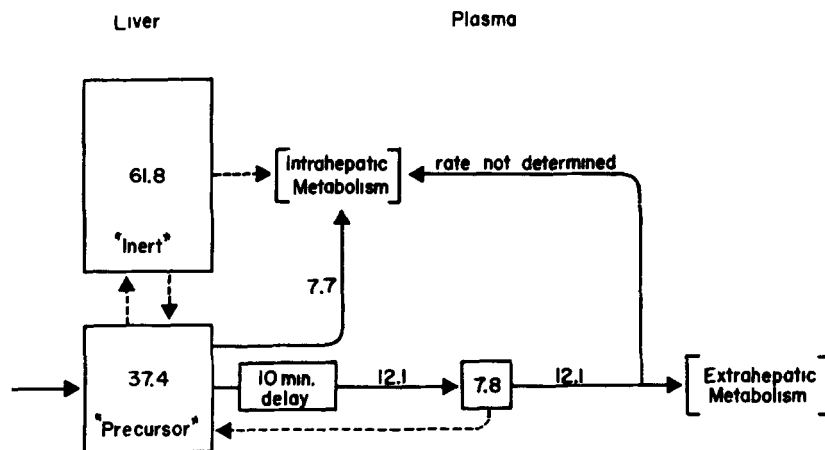 Liver
Plasma
61.8
"Inert"
[Intrahepatic
Metabolism]
rate not determined
7.7
37.4
"Precursor"
10 min.
delay
12.1
7.8
12.1
[Extrahepatic
Metabolism]